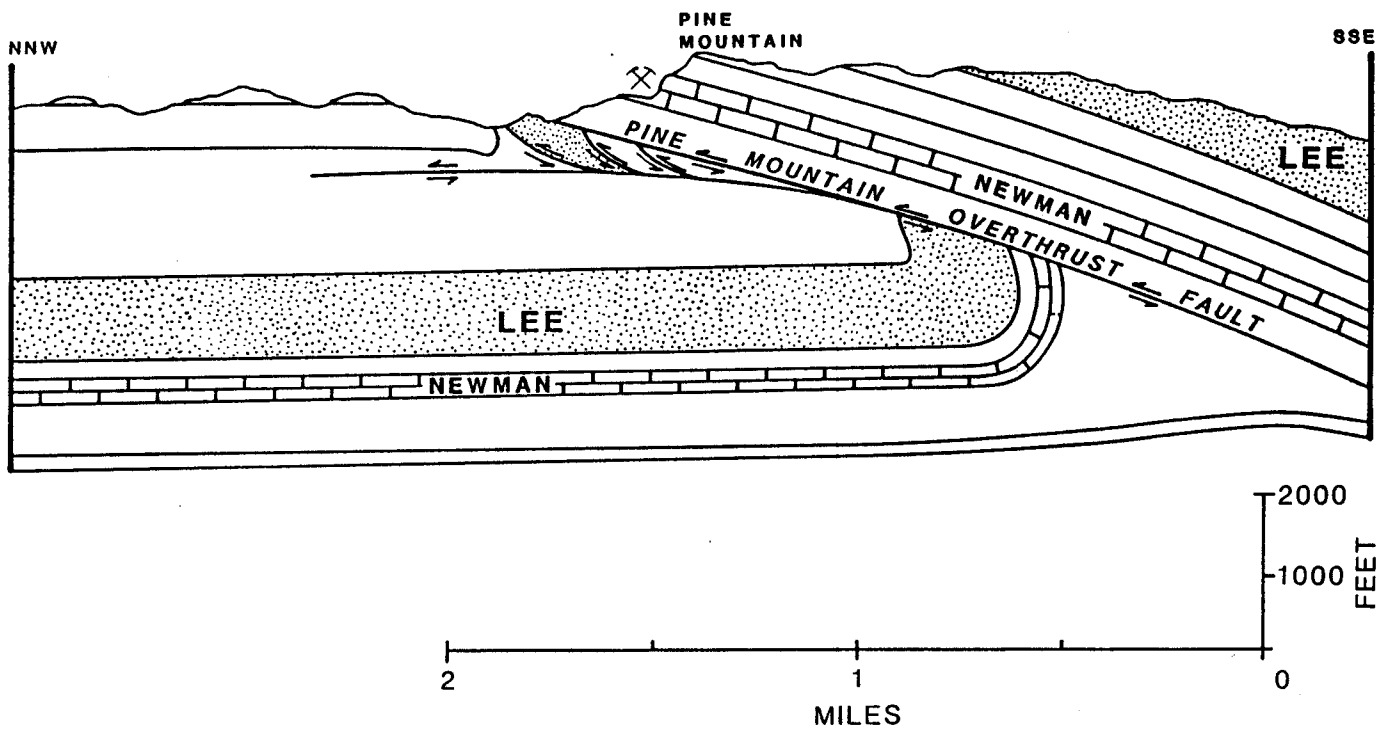 PINE
MOUNTAIN
NNW
SSE
PINE MOUNTAIN OVERTHRUST FAULT
LEE
NEWMAN
LEE
NEWMAN
2000
1000
FEET
2
1
0
MILES